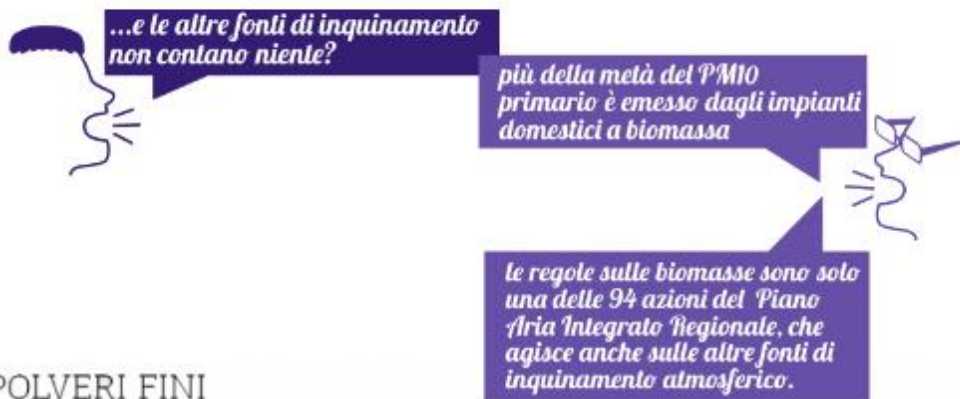 ...e le altre fonti di inquinamento
non contano niente?
più della metà del PM10
primario è emesso dagli impianti
domestici a biomassa
le regole sulle biomasse sono solo
una delle 94 azioni del Piano
Aria Integrato Regionale, che
agisce anche sulle altre fonti di
inquinamento atmosferico.
POLVERI FINI